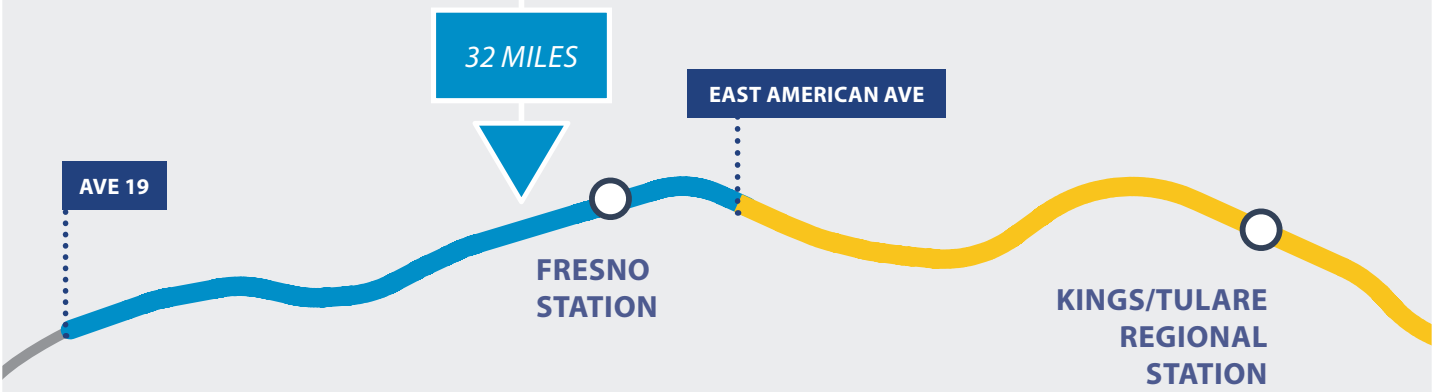 32 MILES
EAST AMERICAN AVE
AVE 19
FRESNO
STATION
KINGS/TULARE
REGIONAL
STATION